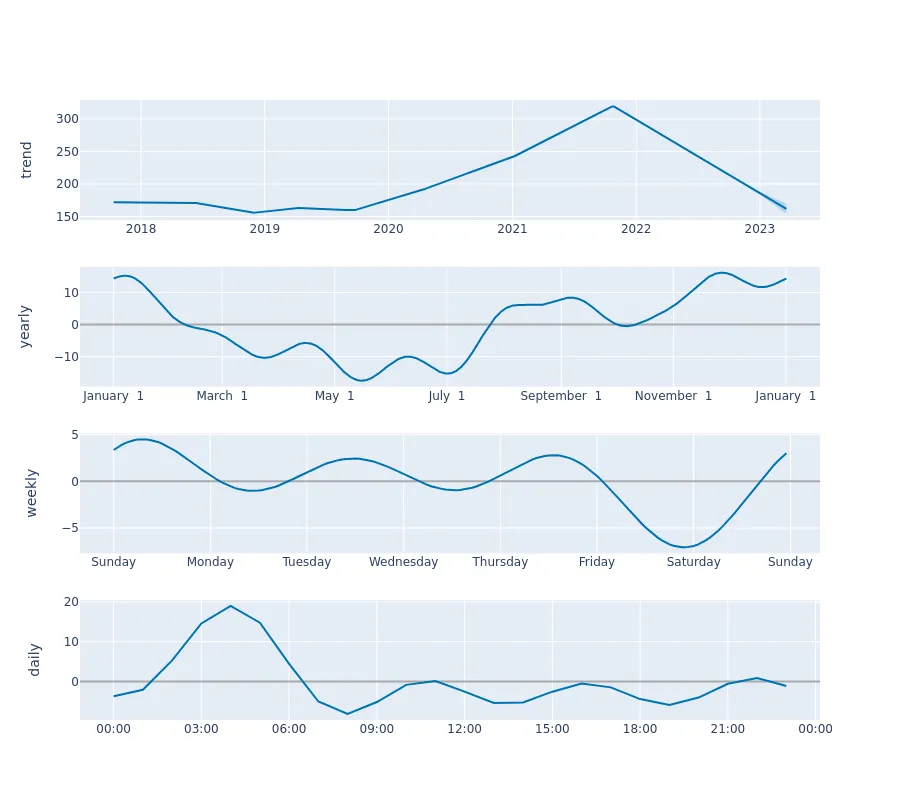 trend
300
250
200
150
2018 2019 2020 2021 2022 2023
yearly
10
0
−10
January 1 March 1 May 1 July 1 September 1 November 1 January 1
weekly
5
0
−5
Sunday Monday Tuesday Wednesday Thursday Friday Saturday Sunday
daily
20
10
0
00:00 03:00 06:00 09:00 12:00 15:00 18:00 21:00 00:00